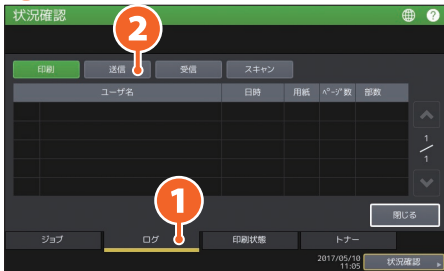 状況確認
?
2
印刷 送信 受信 スキャン
ユーザ名 日時 用紙 ﾍﾟｰｼﾞ数 部数
1
1
1
閉じる
ジョブ ログ 印刷状態 トナー
2017/05/10
11:05
状況確認